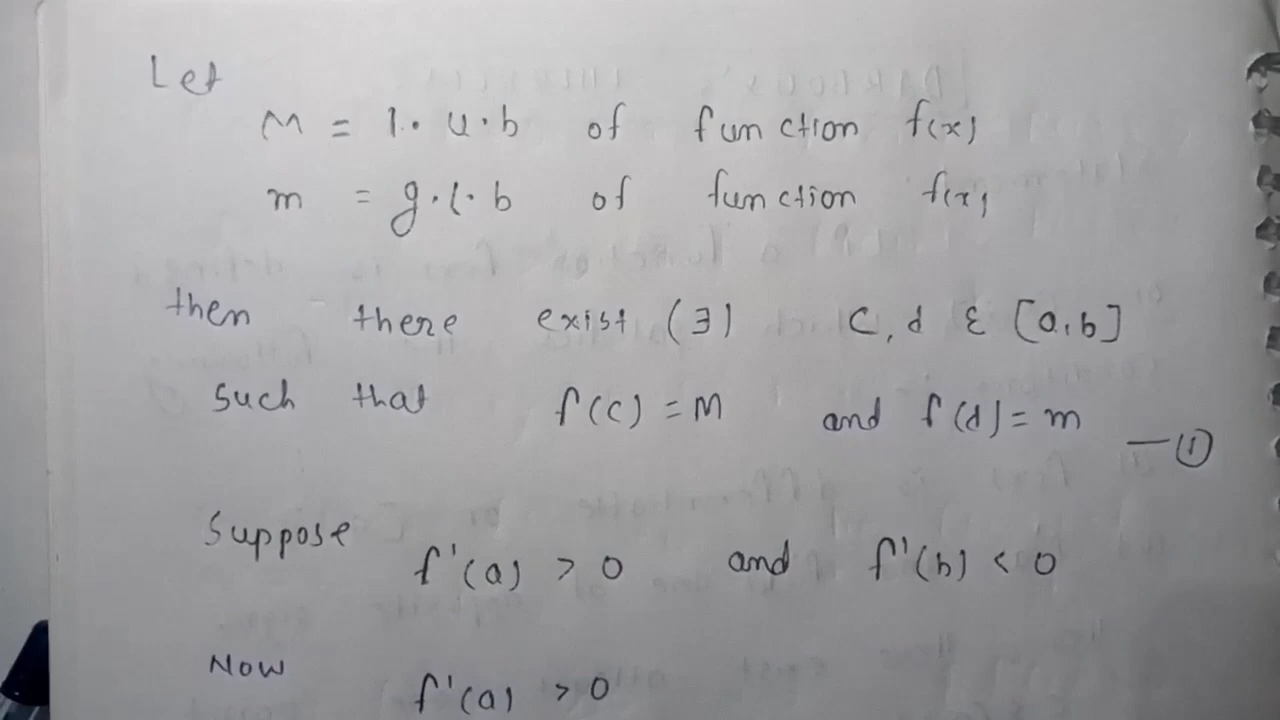 Let
M = l.u.b of function f(x)
m = g.l.b of function f(x)
then there exist (∃) c, d ε [a,b]
such that f(c) = M and f(d) = m —①
Suppose f'(a) > 0 and f'(b) < 0
Now f'(a) > 0